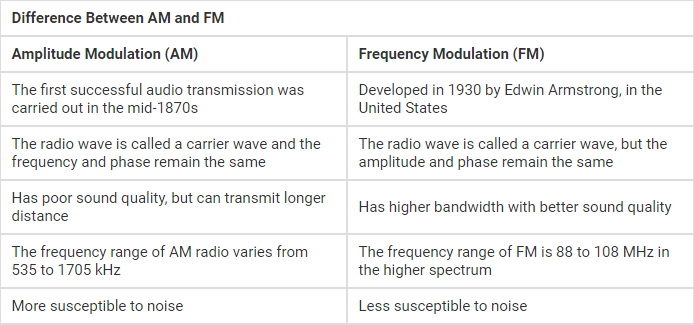 Difference Between AM and FM
Amplitude Modulation (AM)
Frequency Modulation (FM)
The first successful audio transmission was
carried out in the mid-1870s
Developed in 1930 by Edwin Armstrong, in the
United States
The radio wave is called a carrier wave and the
frequency and phase remain the same
The radio wave is called a carrier wave, but the
amplitude and phase remain the same
Has poor sound quality, but can transmit longer
distance
Has higher bandwidth with better sound quality
The frequency range of AM radio varies from
535 to 1705 kHz
The frequency range of FM is 88 to 108 MHz in
the higher spectrum
More susceptible to noise
Less susceptible to noise